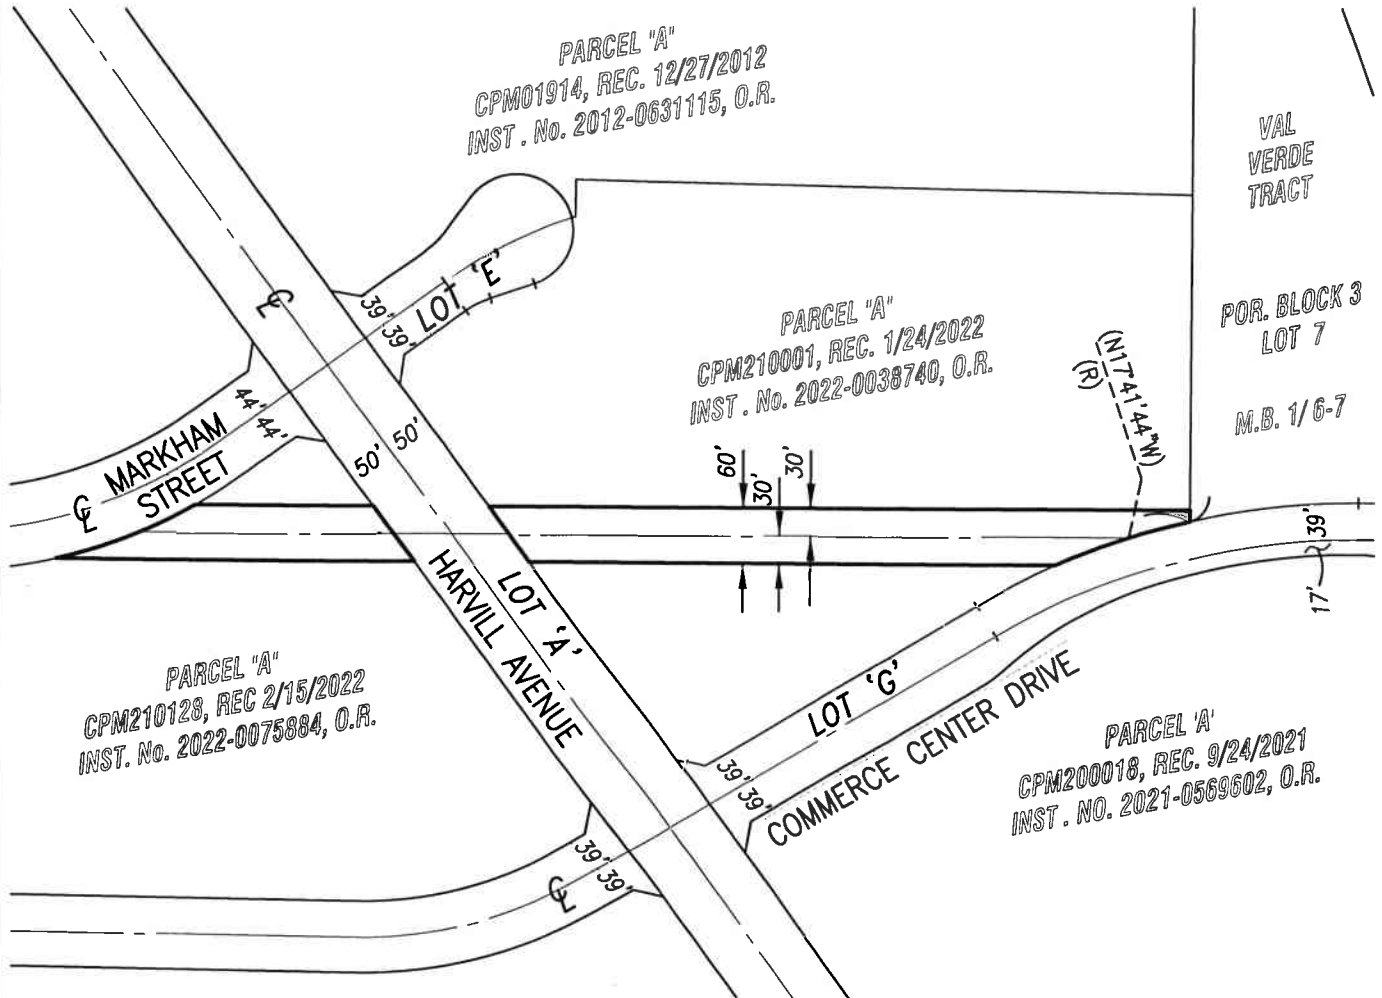 PARCEL "A"
CPM01914, REC. 12/27/2012
INST . No. 2012-0631115, O.R.
VAL
VERDE
TRACT
POR. BLOCK 3
LOT 7
M.B. 1/ 6-7
℄
39'
39'
LOT 'E'
PARCEL "A"
CPM210001, REC. 1/24/2022
INST . No. 2022-0038740, O.R.
(N17°41'44"W)
(R)
44'
44'
MARKHAM
STREET
℄
50'
50'
60'
30'
30'
39'
17'
HARVILL AVENUE
LOT 'A'
PARCEL "A"
CPM210128, REC 2/15/2022
INST. No. 2022-0075884, O.R.
LOT 'G'
COMMERCE CENTER DRIVE
39'
39'
PARCEL 'A'
CPM200018, REC. 9/24/2021
INST . NO. 2021-0569602, O.R.
39'
39'
℄